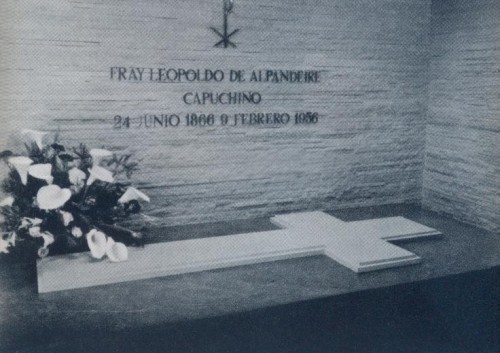 FRAY LEOPOLDO DE ALPANDEIRE
CAPUCHINO
24 JUNIO 1866 9 FEBRERO 1956